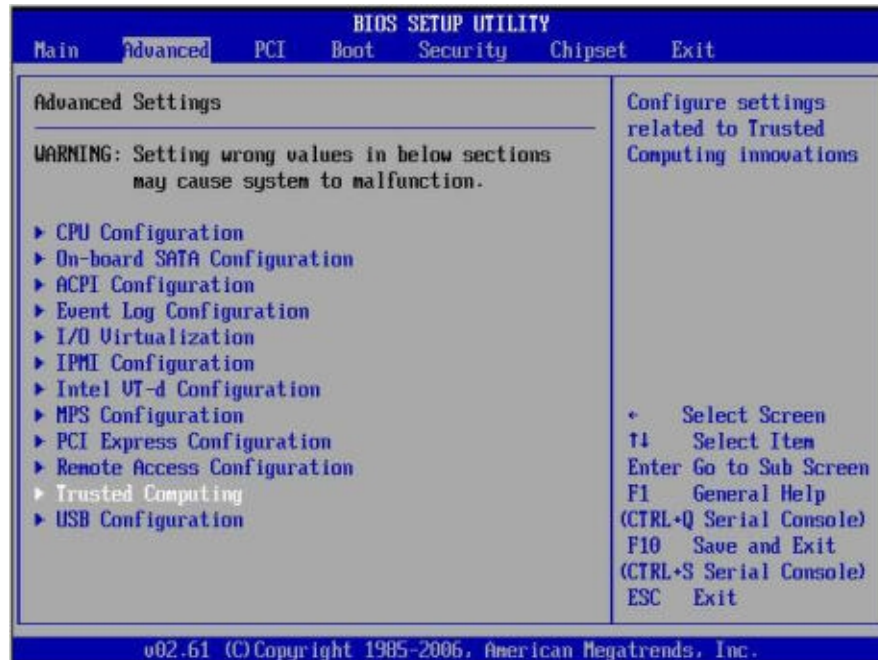 BIOS SETUP UTILITY
Main Advanced PCI Boot Security Chipset Exit
Advanced Settings
WARNING: Setting wrong values in below sections
may cause system to malfunction.
▶ CPU Configuration
▶ On-board SATA Configuration
▶ ACPI Configuration
▶ Event Log Configuration
▶ I/O Virtualization
▶ IPMI Configuration
▶ Intel VT-d Configuration
▶ MPS Configuration
▶ PCI Express Configuration
▶ Remote Access Configuration
▶ Trusted Computing
▶ USB Configuration
Configure settings
related to Trusted
Computing innovations
← Select Screen
↑↓ Select Item
Enter Go to Sub Screen
F1 General Help
(CTRL+Q Serial Console)
F10 Save and Exit
(CTRL+S Serial Console)
ESC Exit
v02.61 (C)Copyright 1985-2006, American Megatrends, Inc.